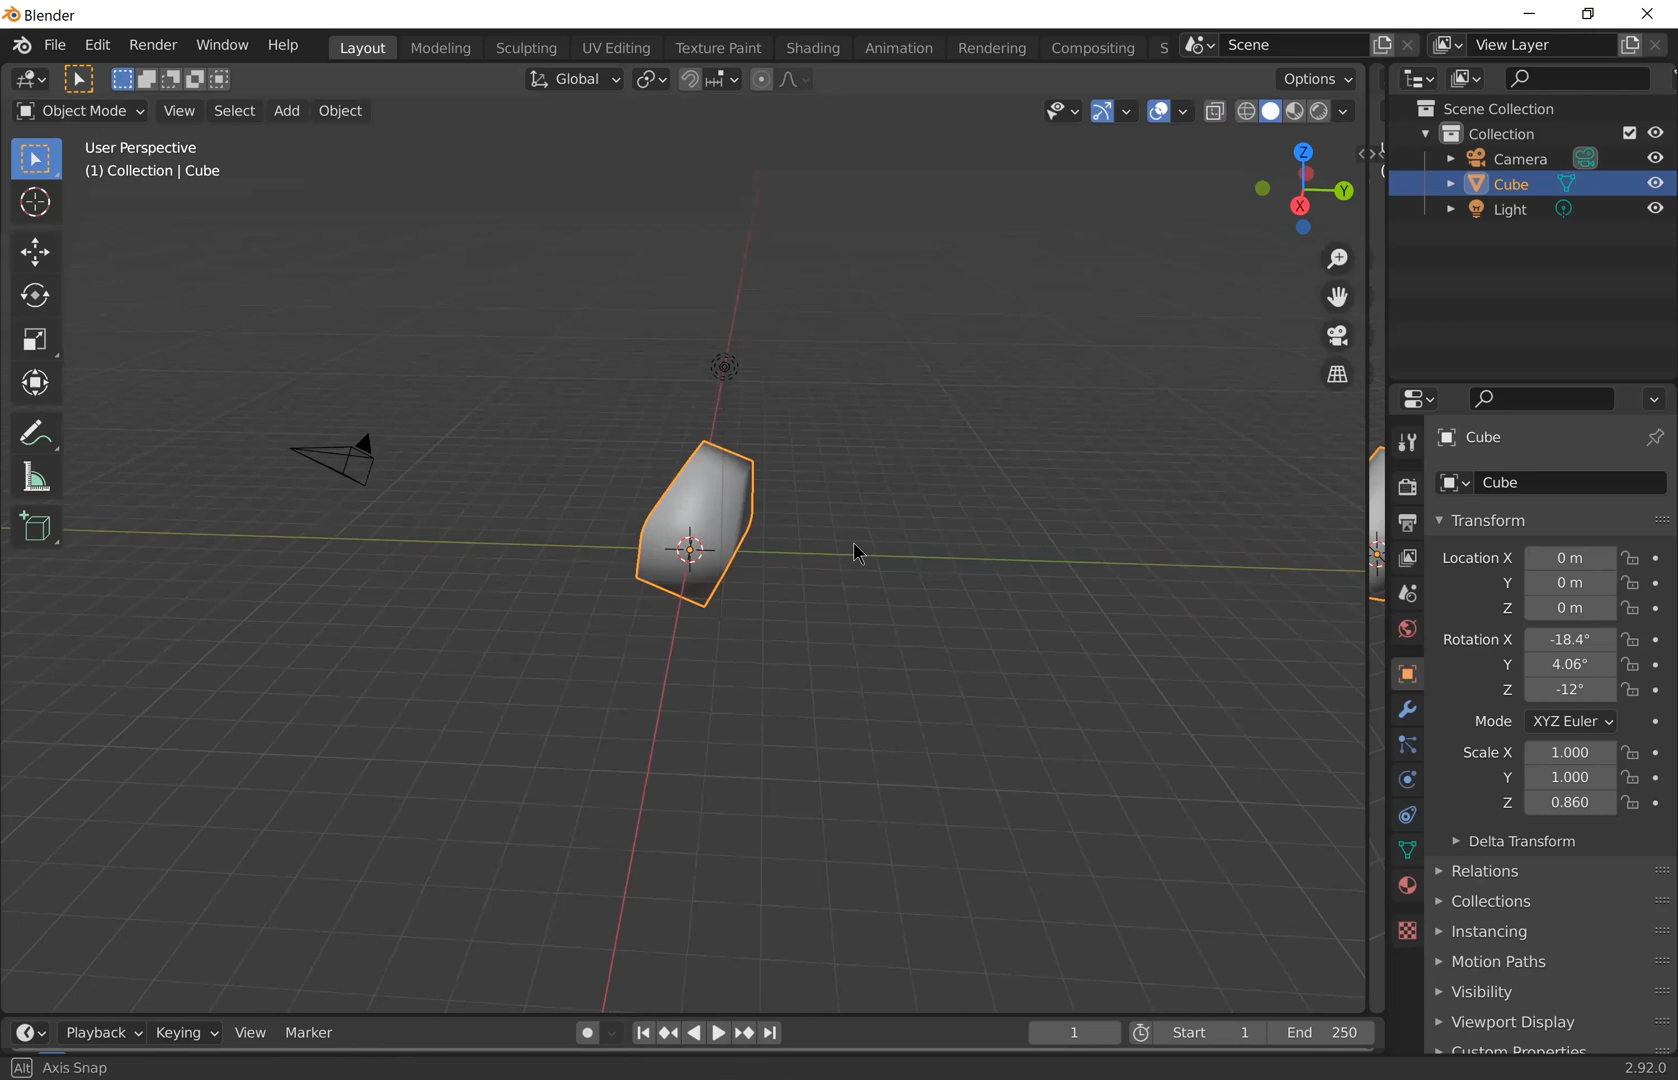 Blender
File Edit Render Window Help
Layout Modeling Sculpting UV Editing Texture Paint Shading Animation Rendering Compositing S
Scene
View Layer
Global
Options
Object Mode View Select Add Object
User Perspective
(1) Collection | Cube
Z
Y
X
Scene Collection
Collection
Camera
Cube
Light
Cube
Cube
Transform
Location X 0 m
Y 0 m
Z 0 m
Rotation X -18.4°
Y 4.06°
Z -12°
Mode XYZ Euler
Scale X 1.000
Y 1.000
Z 0.860
Delta Transform
Relations
Collections
Instancing
Motion Paths
Visibility
Viewport Display
Custom Properties
Playback Keying View Marker
1 Start 1 End 250
Alt Axis Snap
2.92.0